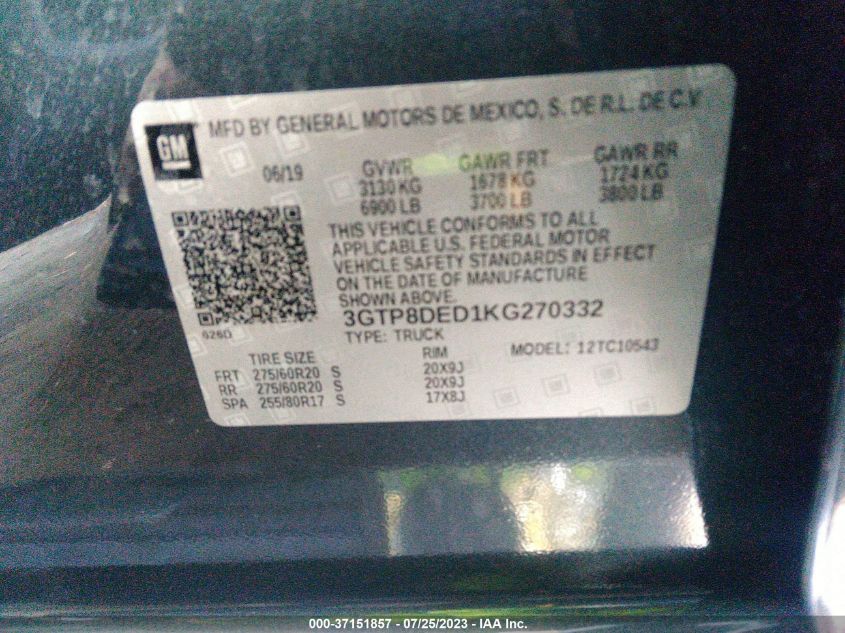 GM
MFD BY GENERAL MOTORS DE MEXICO, S. DE R.L. DE C.V
06/19 GVWR GAWR FRT GAWR RR
3130 KG 1678 KG 1724 KG
6900 LB 3700 LB 3800 LB
THIS VEHICLE CONFORMS TO ALL
APPLICABLE U.S. FEDERAL MOTOR
VEHICLE SAFETY STANDARDS IN EFFECT
ON THE DATE OF MANUFACTURE
SHOWN ABOVE.
3GTP8DED1KG270332
TYPE: TRUCK
MODEL: 12TC10543
TIRE SIZE RIM
FRT 275/60R20 S 20X9J
RR 275/60R20 S 20X9J
SPA 255/80R17 S 17X8J
000-37151857 - 07/25/2023 - IAA Inc.